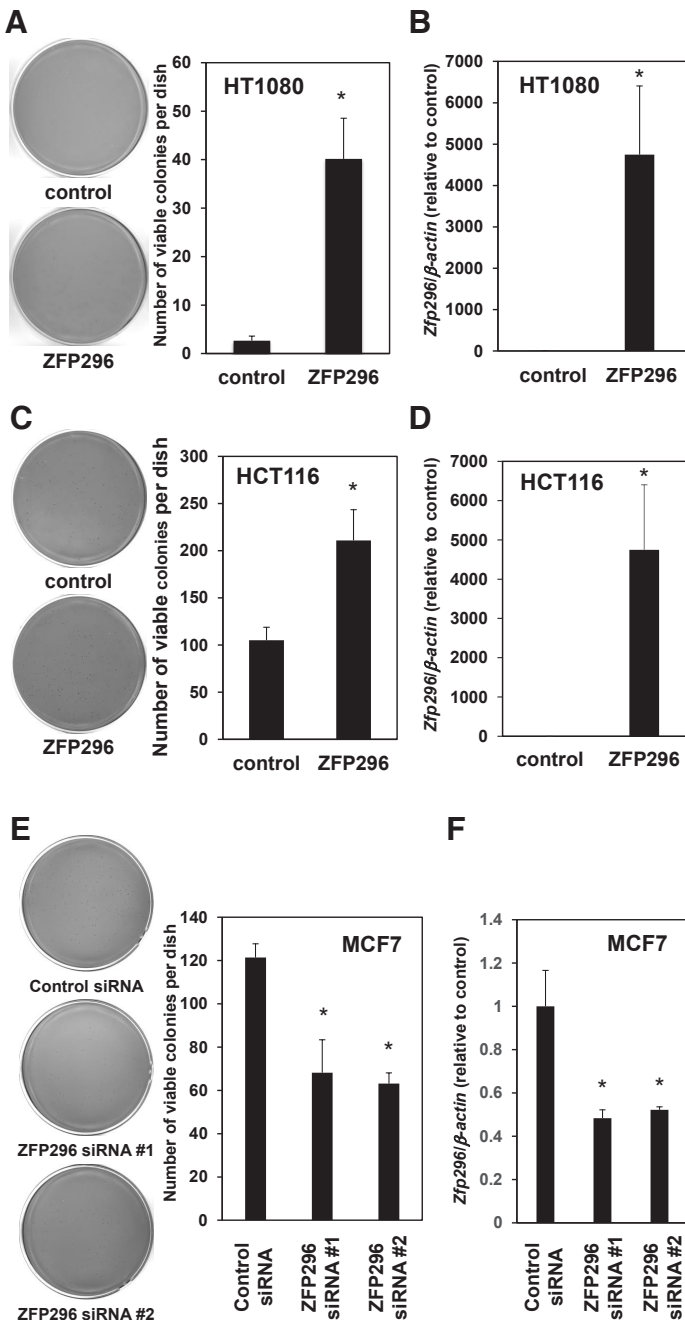 A
control
ZFP296
Number of viable colonies per dish
60
50
40
30
20
10
0
HT1080
*
control
ZFP296
B
Zfp296/β-actin (relative to control)
7000
6000
5000
4000
3000
2000
1000
0
HT1080
*
control
ZFP296
C
control
ZFP296
Number of viable colonies per dish
300
250
200
150
100
50
0
HCT116
*
control
ZFP296
D
Zfp296/β-actin (relative to control)
7000
6000
5000
4000
3000
2000
1000
0
HCT116
*
control
ZFP296
E
Control siRNA
ZFP296 siRNA #1
ZFP296 siRNA #2
Number of viable colonies per dish
140
120
100
80
60
40
20
0
MCF7
*
*
Control
siRNA
ZFP296
siRNA #1
ZFP296
siRNA #2
F
Zfp296/β-actin (relative to control)
1.4
1.2
1
0.8
0.6
0.4
0.2
0
MCF7
*
*
Control
siRNA
ZFP296
siRNA #1
ZFP296
siRNA #2